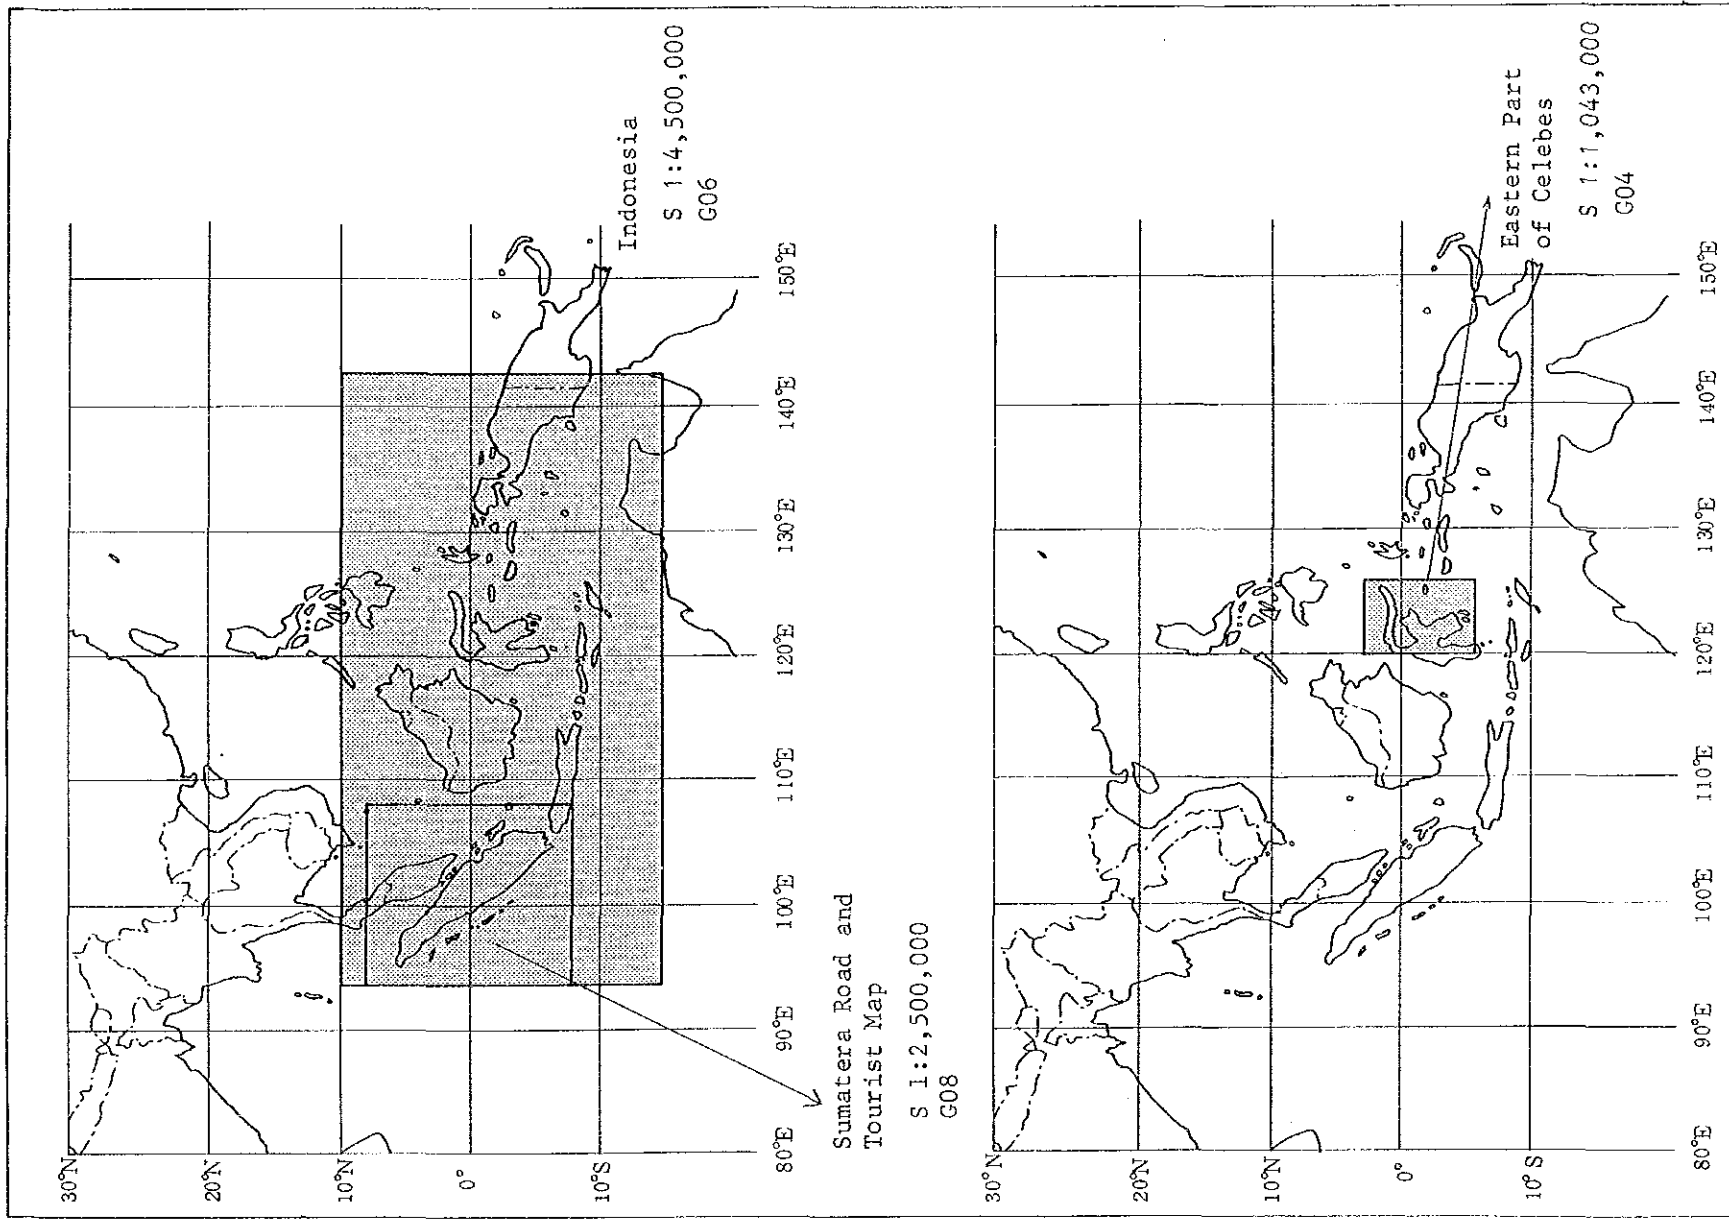 30°N
20°N
10°N
0°
10°S
80°E
90°E
100°E
110°E
120°E
130°E
140°E
150°E
Indonesia
S 1:4,500,000
G06
Sumatera Road and
Tourist Map
S 1:2,500,000
G08
30°N
20°N
10°N
0°
10°S
80°E
90°E
100°E
110°E
120°E
130°E
140°E
150°E
Eastern Part
of Celebes
S 1:1,043,000
G04